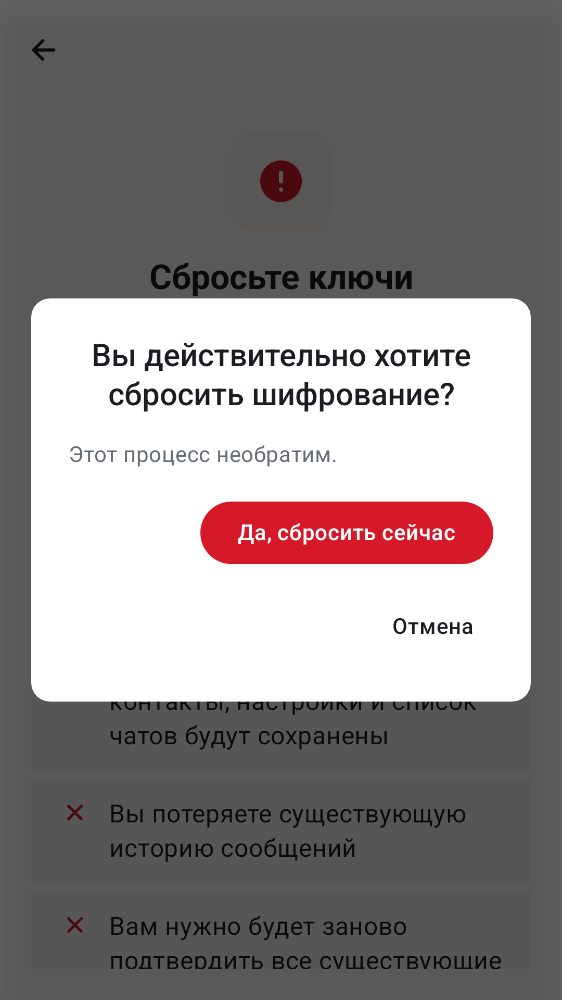 Сбросьте ключи
Вы действительно хотите
сбросить шифрование?
Этот процесс необратим.
Да, сбросить сейчас
Отмена
контакты, настройки и список
чатов будут сохранены
Вы потеряете существующую
историю сообщений
Вам нужно будет заново
подтвердить все существующие